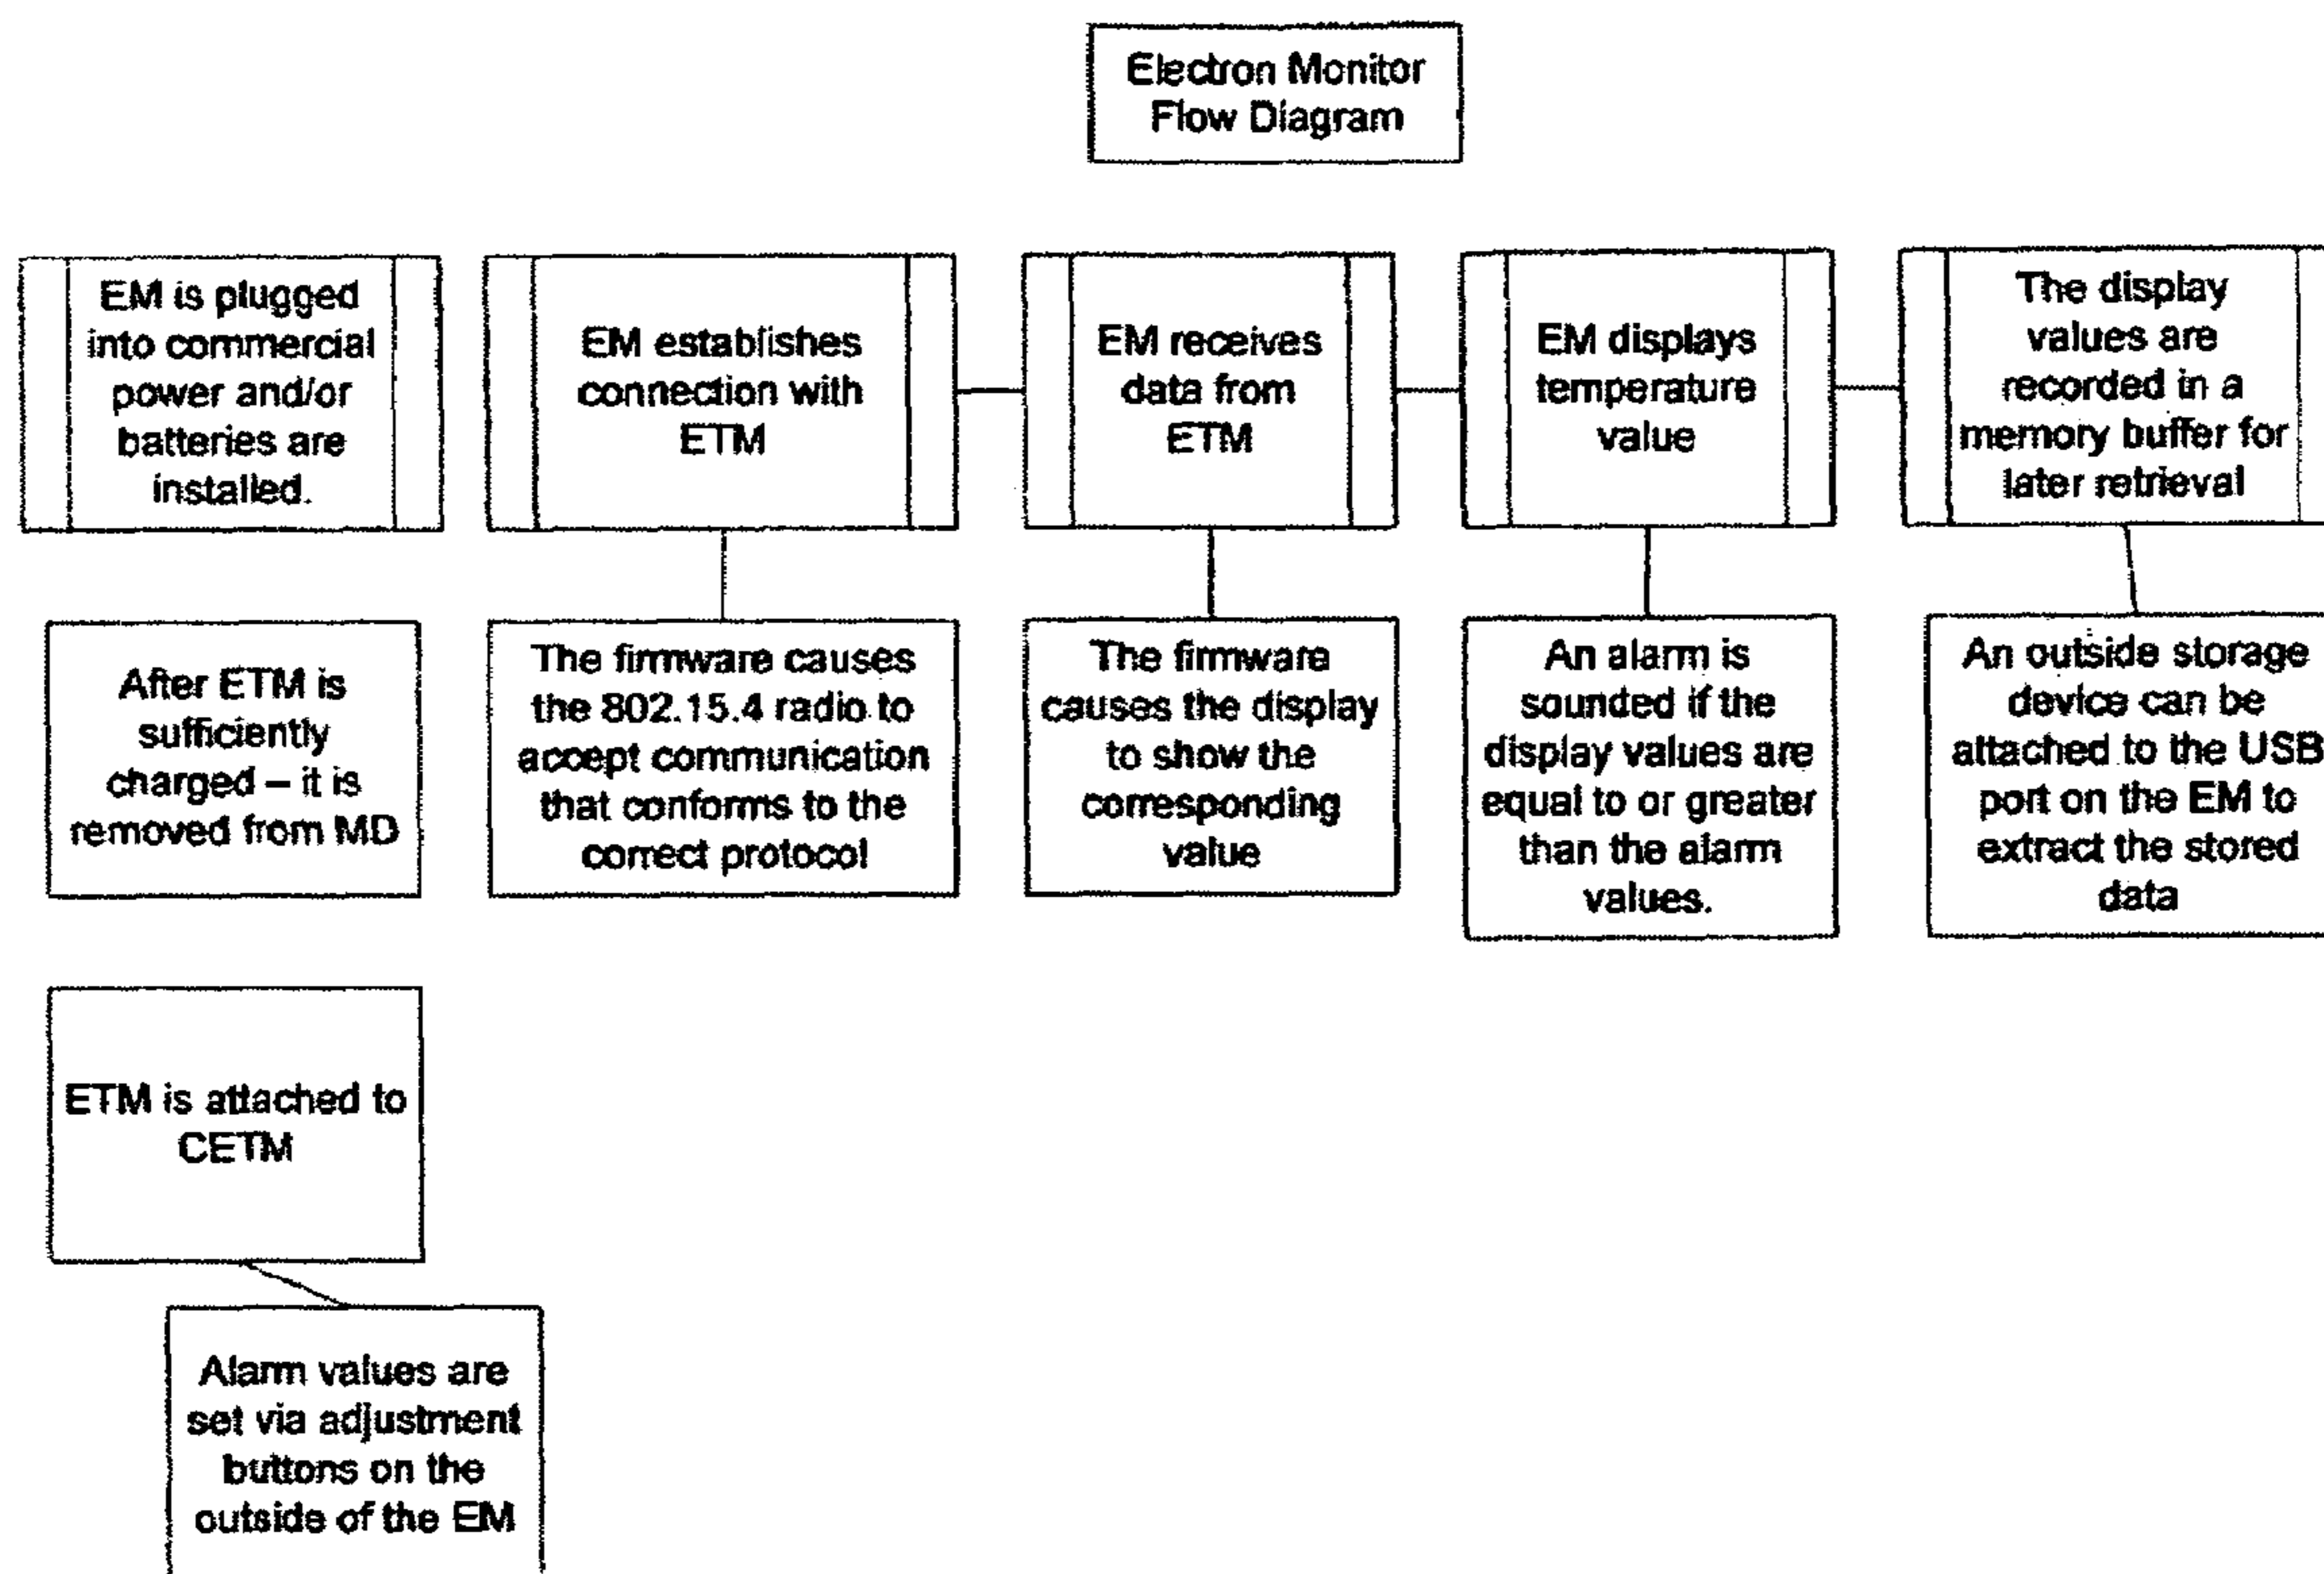 Electron Monitor
Flow Diagram
EM is plugged
into commercial
power and/or
batteries are
installed.
EM establishes
connection with
ETM
EM receives
data from
ETM
EM displays
temperature
value
The display
values are
recorded in a
memory buffer for
later retrieval
After ETM is
sufficiently
charged – it is
removed from MD
The firmware causes
the 802.15.4 radio to
accept communication
that conforms to the
correct protocol
The firmware
causes the display
to show the
corresponding
value
An alarm is
sounded if the
display values are
equal to or greater
than the alarm
values.
An outside storage
device can be
attached to the USB
port on the EM to
extract the stored
data
ETM is attached to
CETM
Alarm values are
set via adjustment
buttons on the
outside of the EM